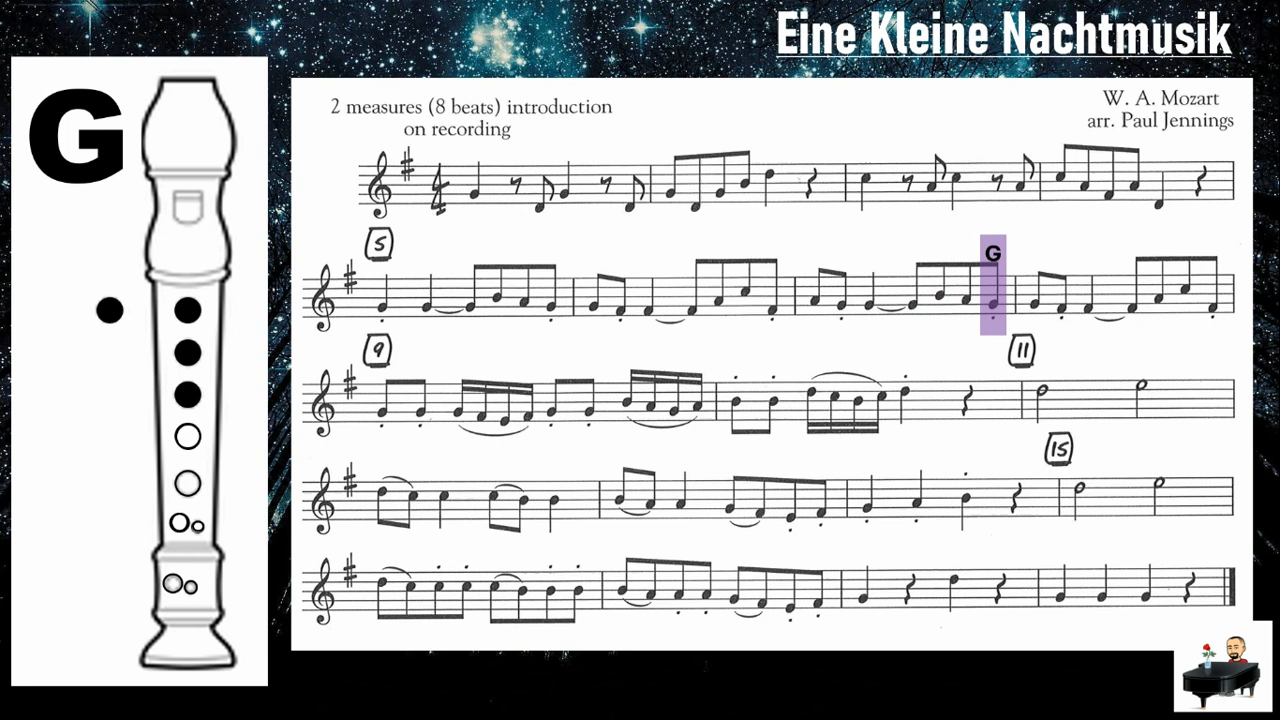 Eine Kleine Nachtmusik
G
2 measures (8 beats) introduction
on recording
W. A. Mozart
arr. Paul Jennings
5
G
9
11
15